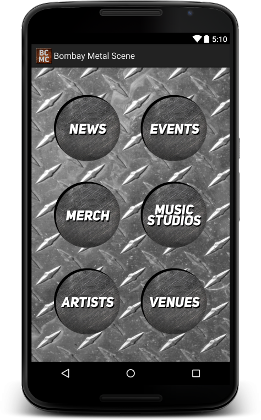 5:10
BC
MC
Bombay Metal Scene
NEWS
EVENTS
MERCH
MUSIC
STUDIOS
ARTISTS
VENUES